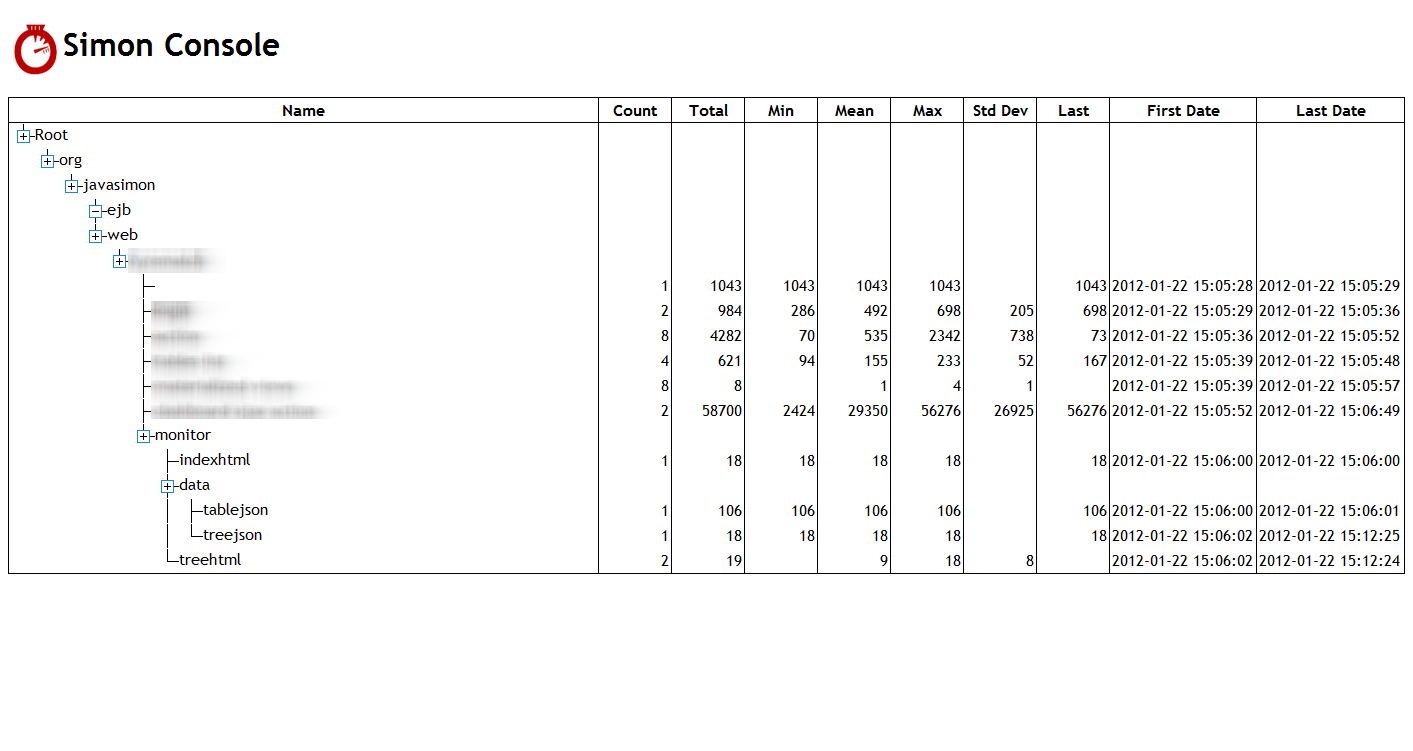 Simon Console
Name Count Total Min Mean Max Std Dev Last First Date Last Date
Root
org
javasimon
ejb
web
1 1043 1043 1043 1043 1043 2012-01-22 15:05:28 2012-01-22 15:05:29
2 984 286 492 698 205 698 2012-01-22 15:05:29 2012-01-22 15:05:36
8 4282 70 535 2342 738 73 2012-01-22 15:05:36 2012-01-22 15:05:52
4 621 94 155 233 52 167 2012-01-22 15:05:39 2012-01-22 15:05:48
8 8 1 4 1 2012-01-22 15:05:39 2012-01-22 15:05:57
2 58700 2424 29350 56276 26925 56276 2012-01-22 15:05:52 2012-01-22 15:06:49
monitor
indexhtml 1 18 18 18 18 18 2012-01-22 15:06:00 2012-01-22 15:06:00
data
tablejson 1 106 106 106 106 106 2012-01-22 15:06:00 2012-01-22 15:06:01
treejson 1 18 18 18 18 18 2012-01-22 15:06:02 2012-01-22 15:12:25
treehtml 2 19 9 18 8 2012-01-22 15:06:02 2012-01-22 15:12:24